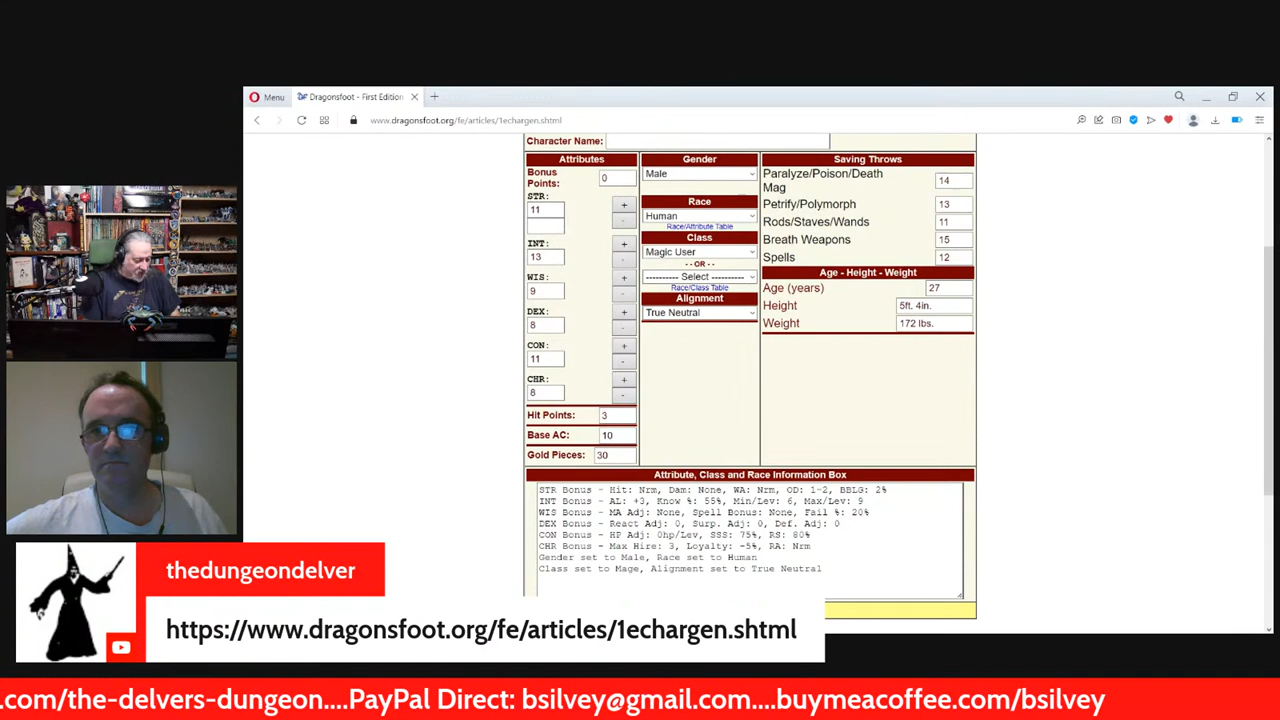 Menu
Dragonsfoot - First Edition
www.dragonsfoot.org/fe/articles/1echargen.shtml
Character Name:
Attributes
Bonus Points: 0
STR:
11
INT:
13
WIS:
9
DEX:
8
CON:
11
CHR:
8
+
-
+
-
+
-
+
-
+
-
+
-
Hit Points: 3
Base AC: 10
Gold Pieces: 30
Gender
Male
Race
Human
Race/Attribute Table
Class
Magic User
- - OR - -
---------- Select ----------
Race/Class Table
Alignment
True Neutral
Saving Throws
Paralyze/Poison/Death
Mag
14
Petrify/Polymorph 13
Rods/Staves/Wands 11
Breath Weapons 15
Spells 12
Age - Height - Weight
Age (years) 27
Height 5ft. 4in.
Weight 172 lbs.
Attribute, Class and Race Information Box
STR Bonus - Hit: Nrm, Dam: None, WA: Nrm, OD: 1-2, BBLG: 2%
INT Bonus - AL: +3, Know %: 55%, Min/Lev: 6, Max/Lev: 9
WIS Bonus - MA Adj: None, Spell Bonus: None, Fail %: 20%
DEX Bonus - React Adj: 0, Surp. Adj: 0, Def. Adj: 0
CON Bonus - HP Adj: 0hp/Lev, SSS: 75%, RS: 80%
CHR Bonus - Max Hire: 3, Loyalty: -5%, RA: Nrm
Gender set to Male, Race set to Human
Class set to Mage, Alignment set to True Neutral
thedungeondelver
https://www.dragonsfoot.org/fe/articles/1echargen.shtml
.com/the-delvers-dungeon....PayPal Direct: bsilvey@gmail.com....buymeacoffee.com/bsilvey